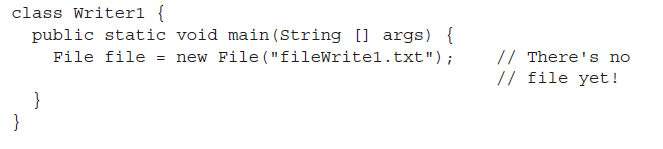 class Writer1 {
  public static void main(String [] args) {
    File file = new File("fileWrite1.txt");    // There's no
                                               // file yet!
  }
}